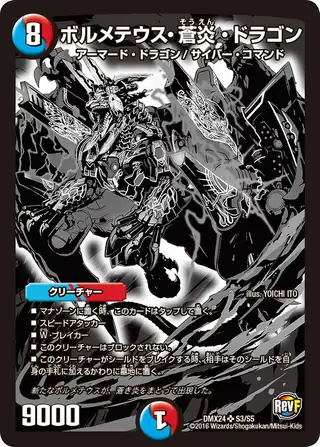 8
ボルメテウス・蒼炎・ドラゴン
そうえん
アーマード・ドラゴン / サイバー・コマンド
illus. YOICHI ITO
クリーチャー
■ マナゾーンに置く時、このカードはタップして置く。
■ スピードアタッカー
■ W・ブレイカー
■ このクリーチャーはブロックされない。
■ このクリーチャーがシールドをブレイクする時、相手はそのシールドを自
身の手札に加えるかわりに墓地に置く。
新たなボルメテウスが、蒼き炎をまとうて現った。
9000
1
RevF
DMX24 S3/S5
©2016 Wizards/Shogakukan/Mitsui-Kids